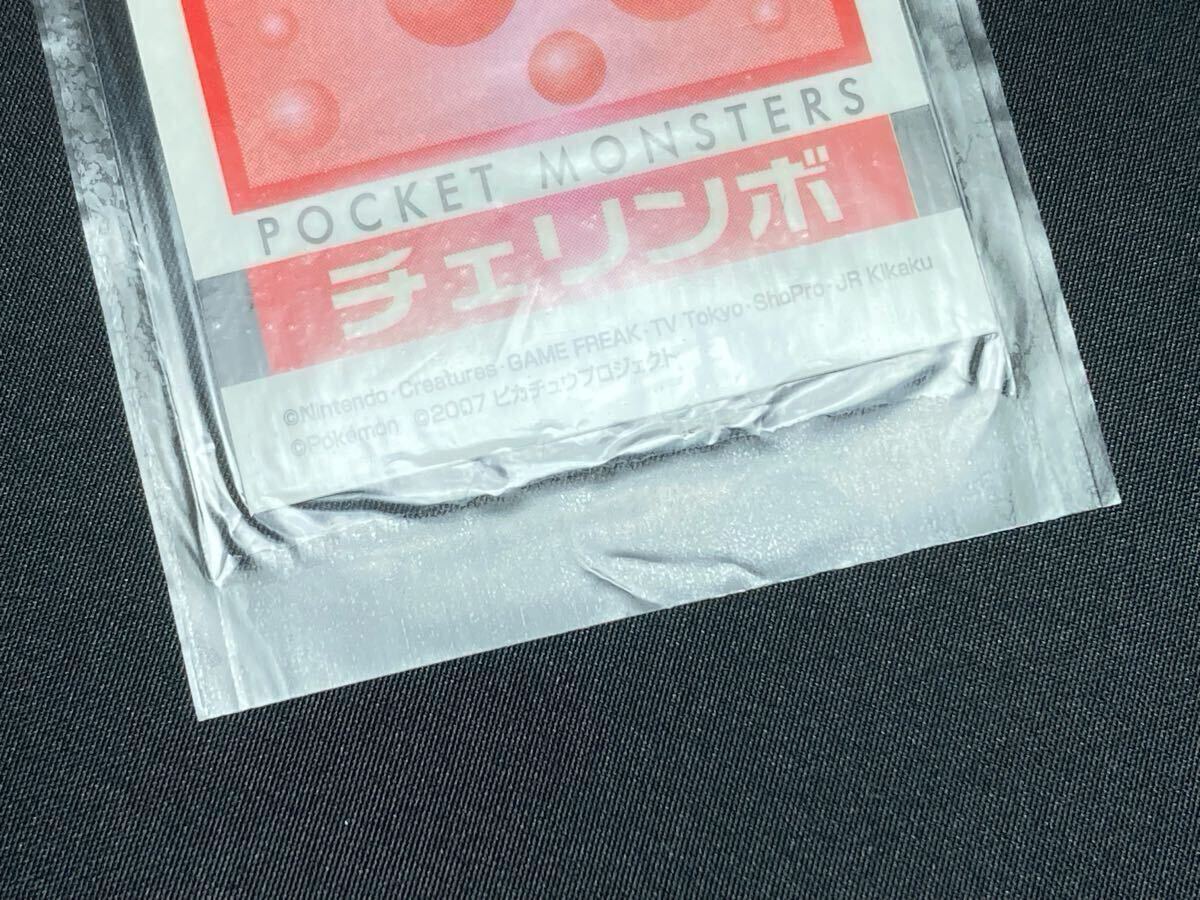 POCKET MONSTERS
チェリンボ
©Nintendo・Creatures・GAME FREAK・TV Tokyo・ShoPro・JR Kikaku
©Pokémon ©2007 ピカチュウプロジェクト